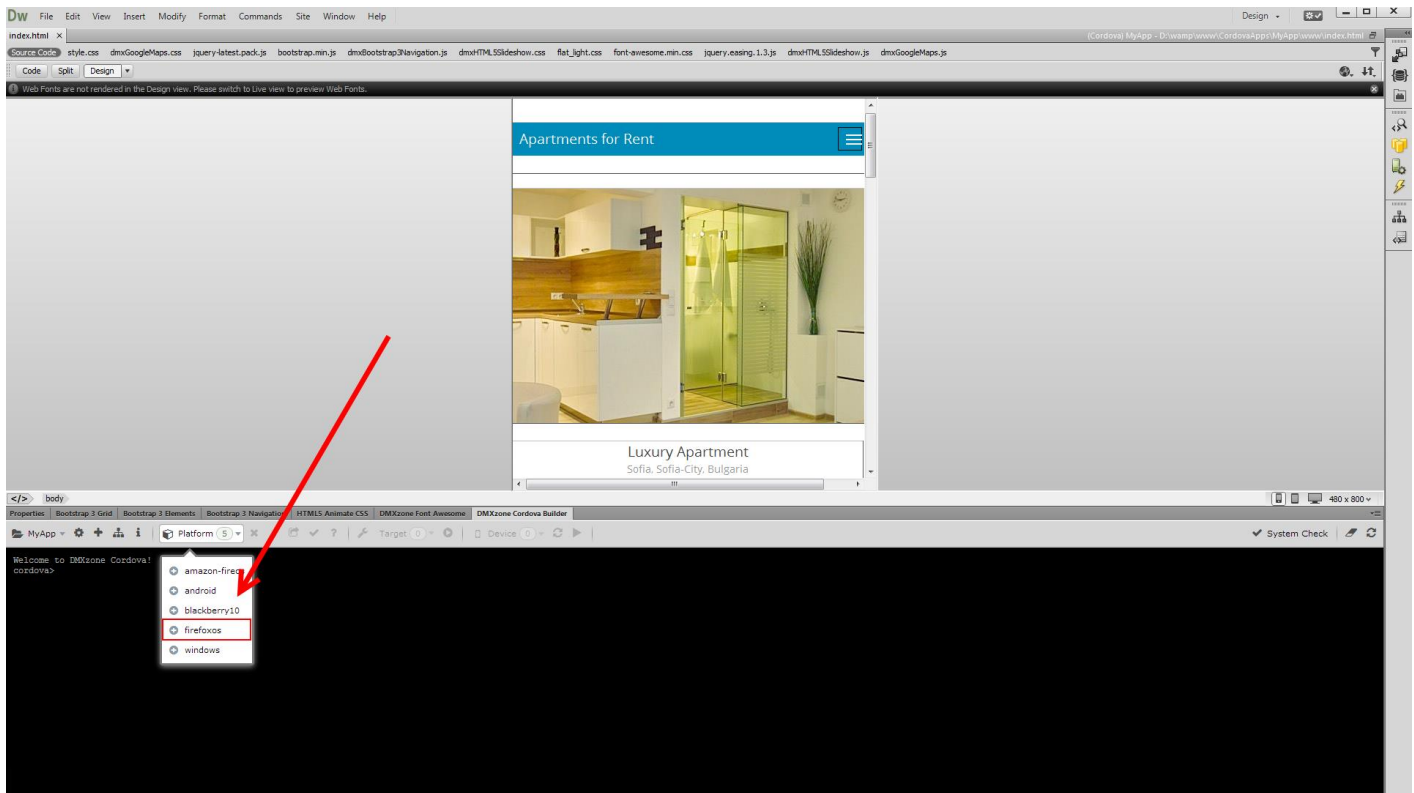 DW File Edit View Insert Modify Format Commands Site Window Help Design
index.html × (Cordova) MyApp - D:\wamp\www\CordovaApps\MyApp\www\index.html
Source Code style.css dmxGoogleMaps.css jquery-latest.pack.js bootstrap.min.js dmxBootstrap3Navigation.js dmxHTML5Slideshow.css flat_light.css font-awesome.min.css jquery.easing.1.3.js dmxHTML5Slideshow.js dmxGoogleMaps.js
Code Split Design
Web Fonts are not rendered in the Design view. Please switch to Live view to preview Web Fonts.
Apartments for Rent
Luxury Apartment
Sofia, Sofia-City, Bulgaria
</> body 480 x 800
Properties Bootstrap 3 Grid Bootstrap 3 Elements Bootstrap 3 Navigation HTML5 Animate CSS DMXzone Font Awesome DMXzone Cordova Builder
MyApp Platform 5 ? Target 0 Device 0 System Check
Welcome to DMXzone Cordova!
cordova>
amazon-fireos
android
blackberry10
firefoxos
windows